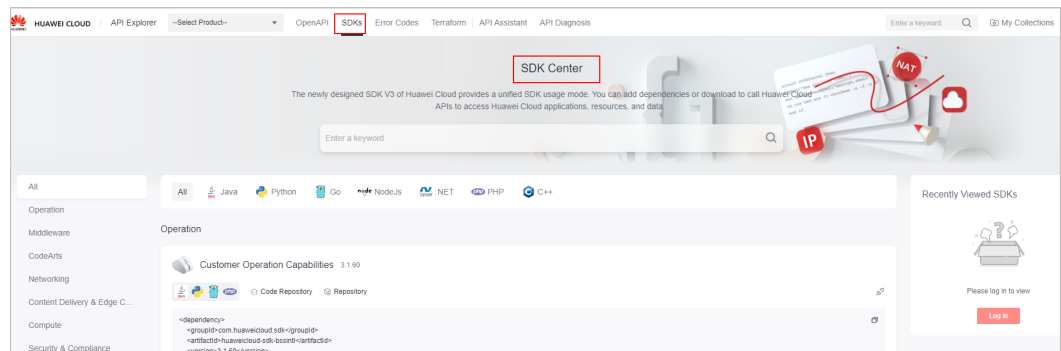 HUAWEI CLOUD API Explorer --Select Product-- OpenAPI SDKs Error Codes Terraform API Assistant API Diagnosis Enter a keyword. My Collections
SDK Center
The newly designed SDK V3 of Huawei Cloud provides a unified SDK usage mode. You can add dependencies or download to call Huawei Cloud
APIs to access Huawei Cloud applications, resources, and data.
Enter a keyword
NAT
IP
All
Operation
Middleware
CodeArts
Networking
Content Delivery & Edge C...
Compute
Security & Compliance
All Java Python Go NodeJs .NET PHP C++
Operation
Customer Operation Capabilities 3.1.60
Code Repository Repository
<dependency>
<groupId>com.huaweicloud.sdk</groupId>
<artifactId>huaweicloud-sdk-bssintl</artifactId>
<version>3.1.60</version>
Recently Viewed SDKs
Please log in to view
Log in